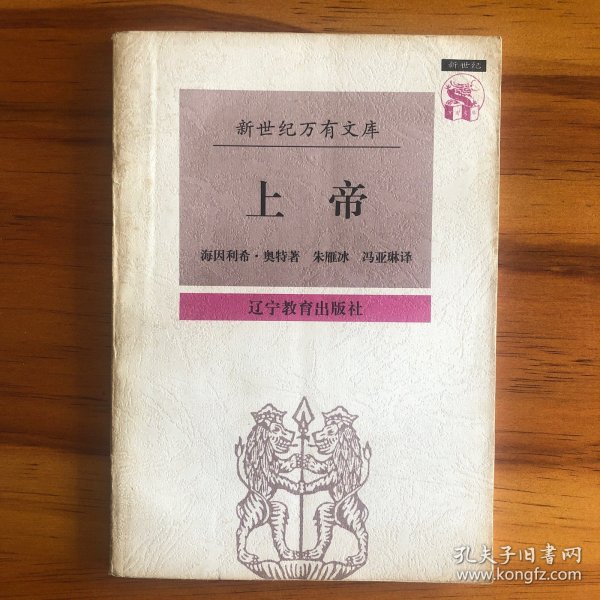 新世纪
新世纪万有文库
上帝
海因利希·奥特著 朱雁冰 冯亚琳译
辽宁教育出版社
孔夫子旧书网
www.kongfz.com